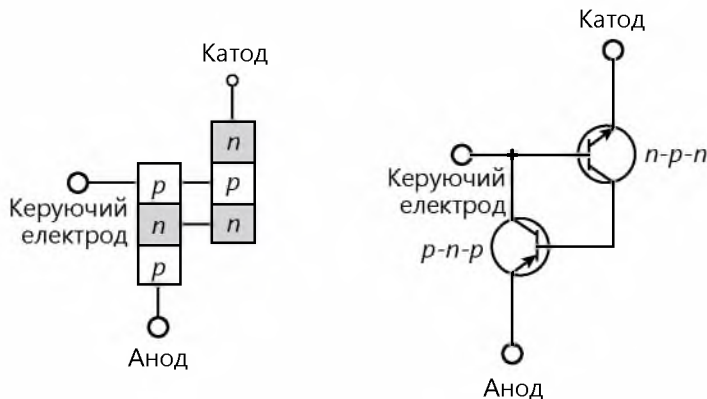 Катод
n
p
p
n
n
p
Керуючий
електрод
Анод
Катод
n-p-n
Керуючий
електрод
p-n-p
Анод